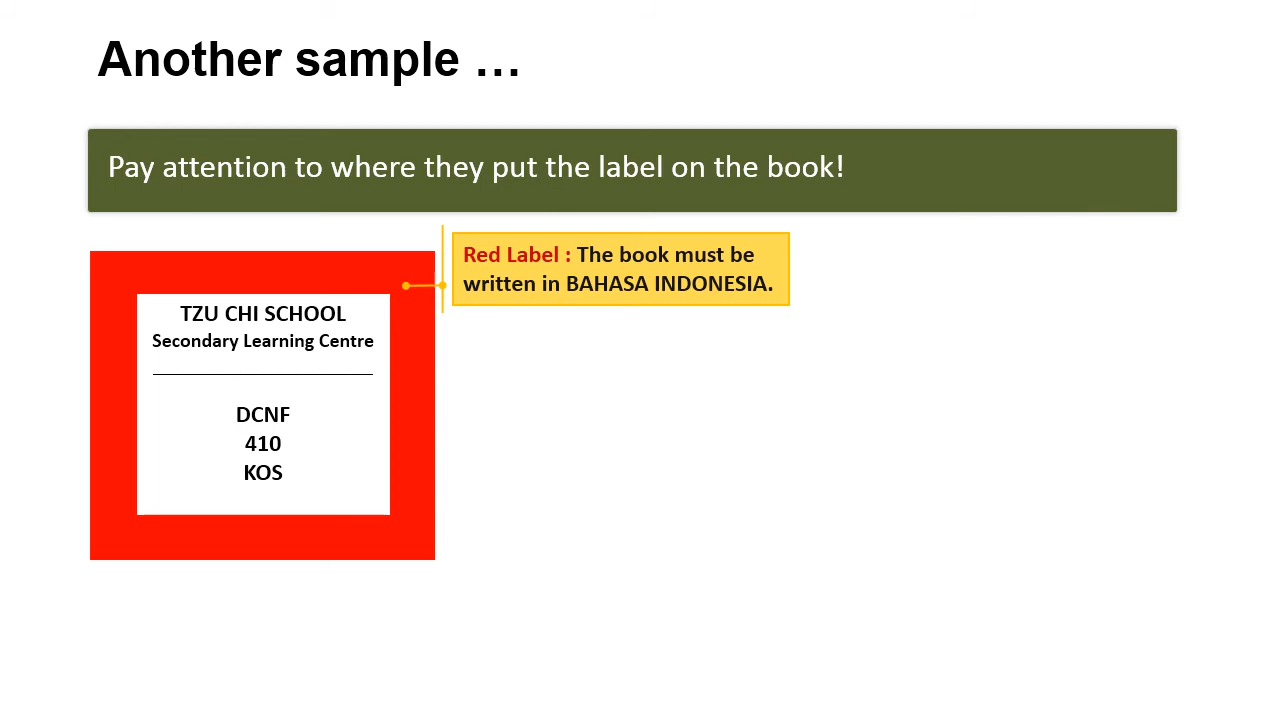 Another sample …
Pay attention to where they put the label on the book!
Red Label : The book must be
written in BAHASA INDONESIA.
TZU CHI SCHOOL
Secondary Learning Centre
DCNF
410
KOS